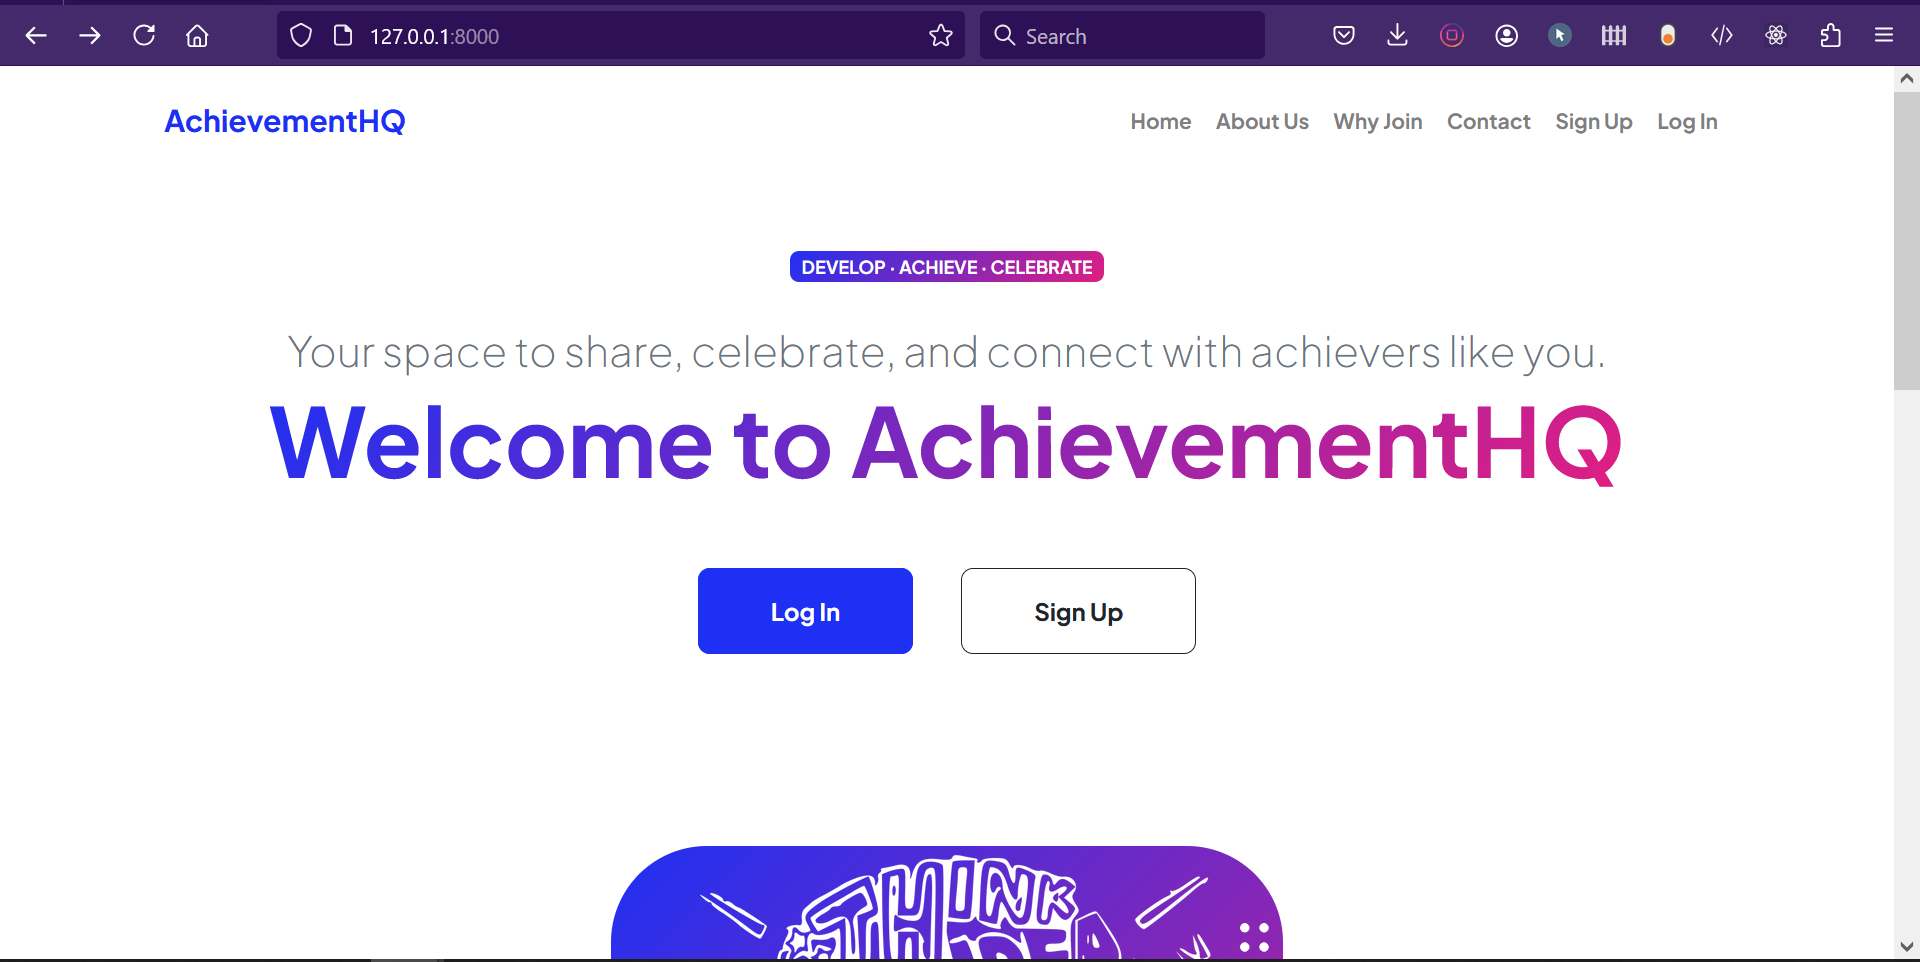 127.0.0.1:8000
Search
AchievementHQ
Home About Us Why Join Contact Sign Up Log In
DEVELOP · ACHIEVE · CELEBRATE
Your space to share, celebrate, and connect with achievers like you.
Welcome to AchievementHQ
Log In Sign Up
THINK